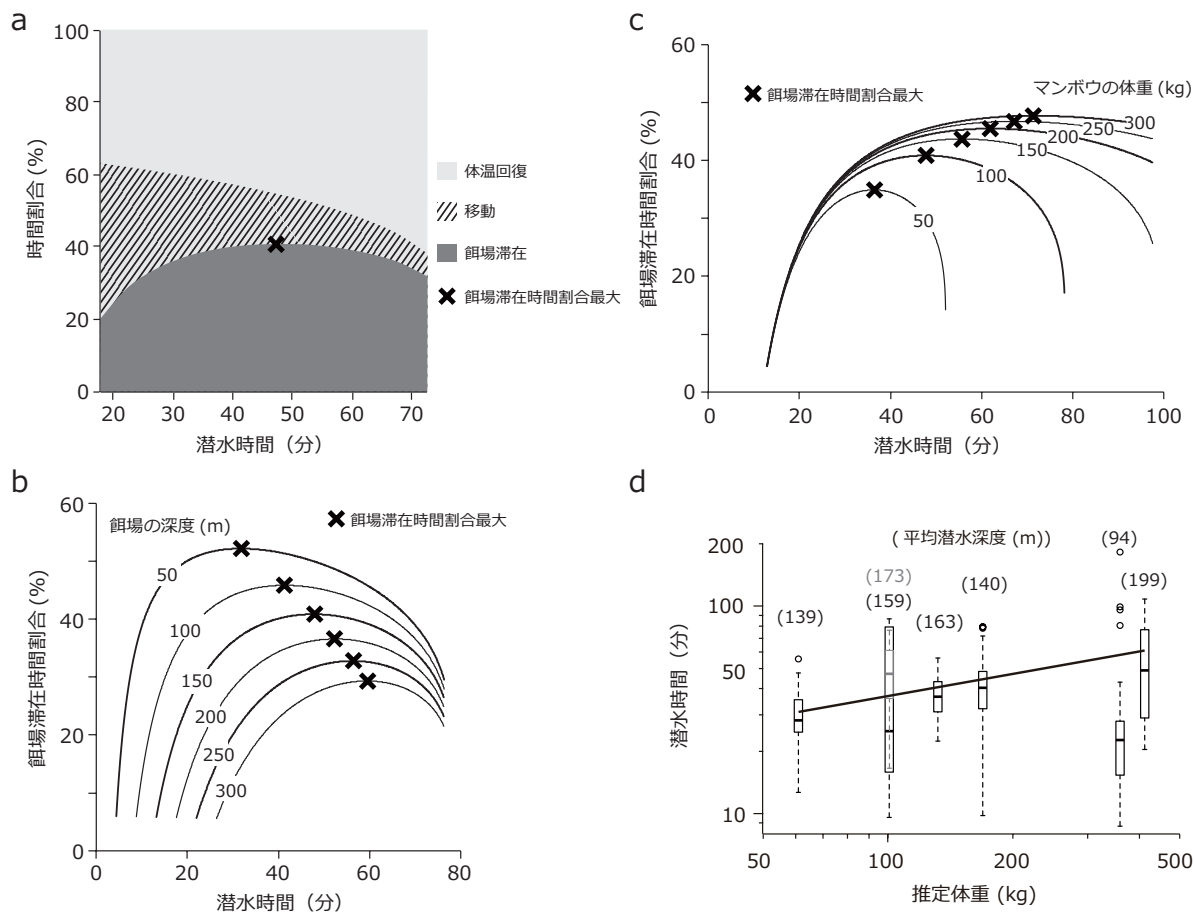 a
100
80
60
40
20
0
時間割合 (%)
20 30 40 50 60 70
潜水時間（分）
体温回復
移動
餌場滞在
餌場滞在時間割合最大
b
60
40
20
0
餌場滞在時間割合 (%)
餌場の深度 (m)
餌場滞在時間割合最大
50
100
150
200
250
300
0 20 40 60 80
潜水時間（分）
c
60
40
20
0
餌場滞在時間割合 (%)
餌場滞在時間割合最大
マンボウの体重 (kg)
300
250
200
150
100
50
0 20 40 60 80 100
潜水時間（分）
d
200
100
50
10
潜水時間（分）
( 平均潜水深度 (m))
(94)
(173)
(140)
(199)
(159)
(139)
(163)
50 100 200 500
推定体重 (kg)